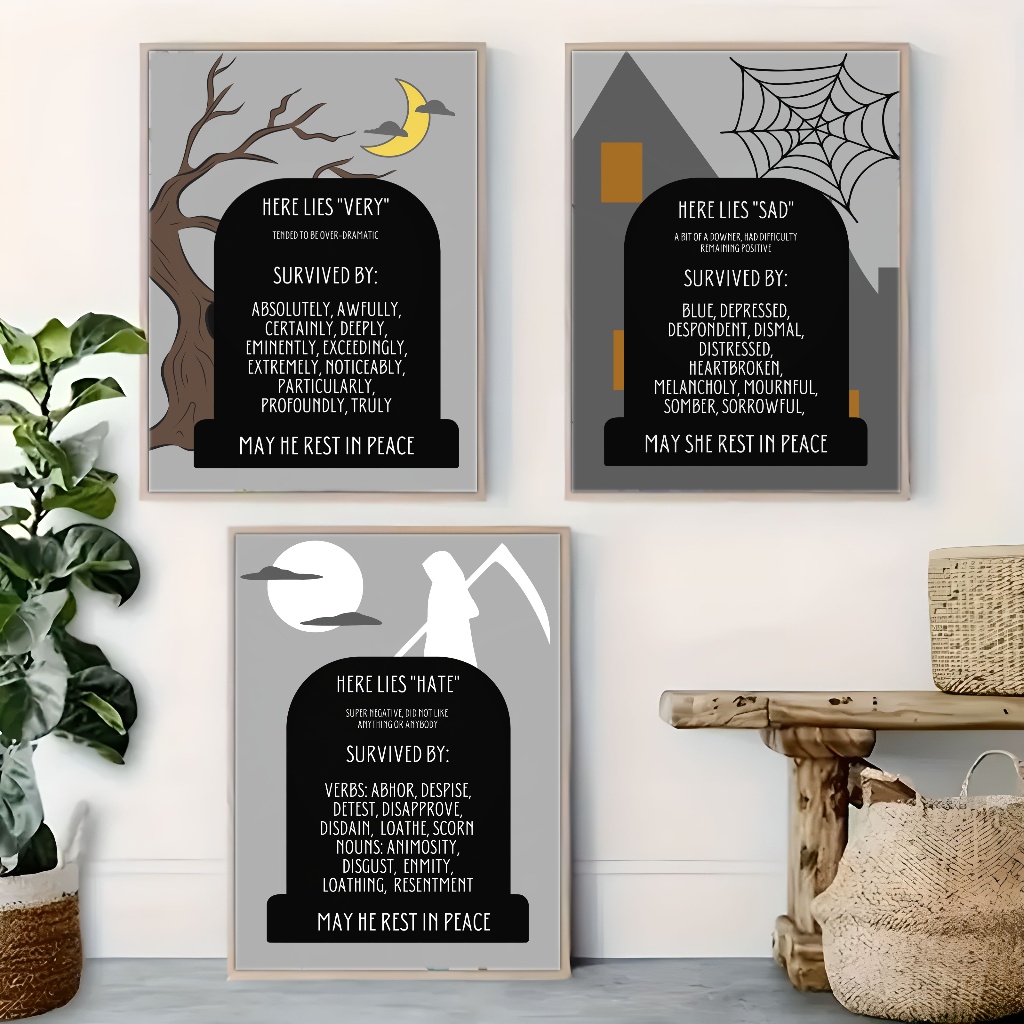 HERE LIES "VERY"
TENDED TO BE OVER-DRAMATIC
SURVIVED BY:
ABSOLUTELY, AWFULLY,
CERTAINLY, DEEPLY,
EMINENTLY, EXCEEDINGLY,
EXTREMELY, NOTICEABLY,
PARTICULARLY,
PROFOUNDLY, TRULY
MAY HE REST IN PEACE
HERE LIES "SAD"
A BIT OF A DOWNER, HAD DIFFICULTY
REMAINING POSITIVE
SURVIVED BY:
BLUE, DEPRESSED,
DESPONDENT, DISMAL,
DISTRESSED,
HEARTBROKEN,
MELANCHOLY, MOURNFUL,
SOMBER, SORROWFUL,
MAY SHE REST IN PEACE
HERE LIES "HATE"
SUPER NEGATIVE, DID NOT LIKE
ANYTHING OR ANYBODY
SURVIVED BY:
VERBS: ABHOR, DESPISE,
DETEST, DISAPPROVE,
DISDAIN, LOATHE, SCORN
NOUNS: ANIMOSITY,
DISGUST, ENMITY,
LOATHING, RESENTMENT
MAY HE REST IN PEACE